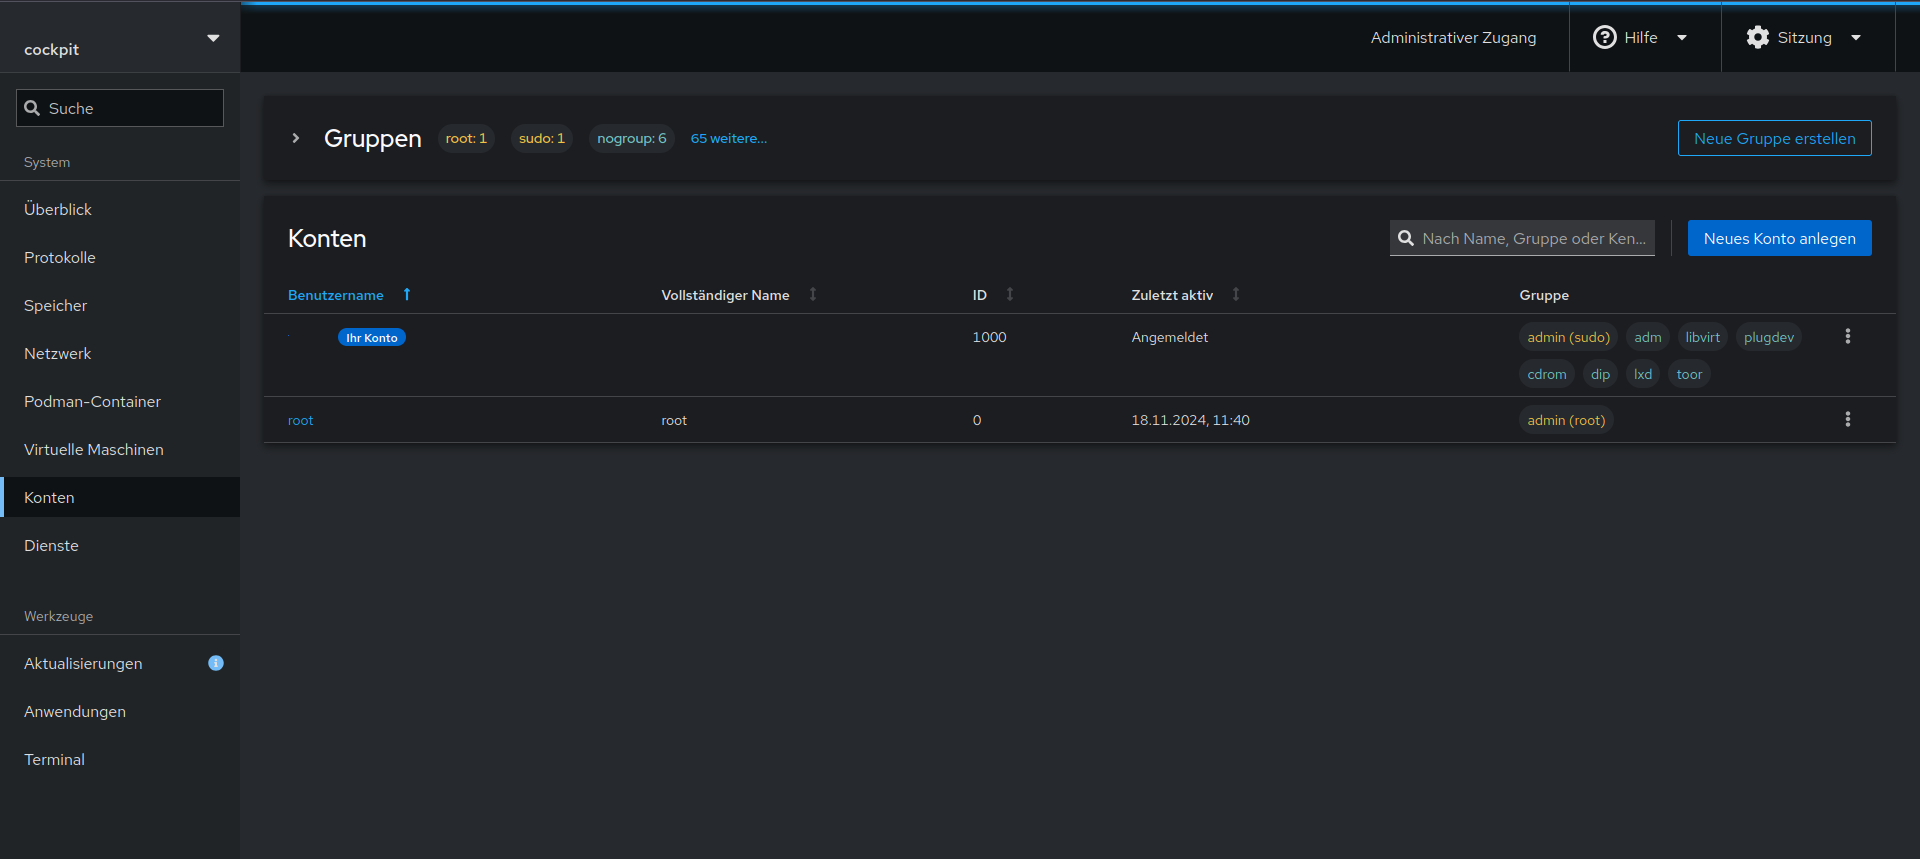 cockpit
Administrativer Zugang
Hilfe
Sitzung
Suche
System
Überblick
Protokolle
Speicher
Netzwerk
Podman-Container
Virtuelle Maschinen
Konten
Dienste
Werkzeuge
Aktualisierungen
Anwendungen
Terminal
Gruppen root: 1 sudo: 1 nogroup: 6 65 weitere... Neue Gruppe erstellen
Konten Nach Name, Gruppe oder Ken... Neues Konto anlegen
Benutzername Vollständiger Name ID Zuletzt aktiv Gruppe
Ihr Konto 1000 Angemeldet admin (sudo) adm libvirt plugdev
cdrom dip lxd toor
root root 0 18.11.2024, 11:40 admin (root)